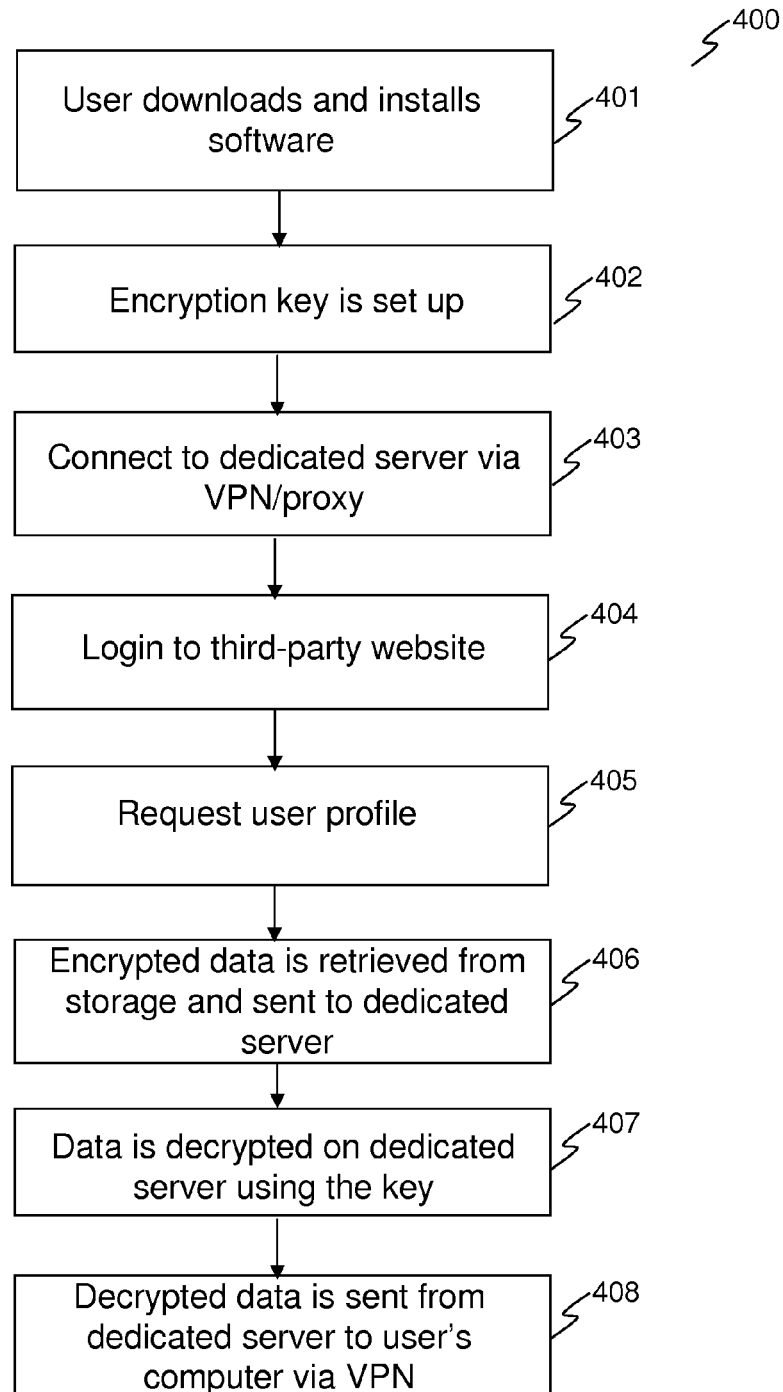 400
User downloads and installs
software
401
Encryption key is set up
402
Connect to dedicated server via
VPN/proxy
403
Login to third-party website
404
Request user profile
405
Encrypted data is retrieved from
storage and sent to dedicated
server
406
Data is decrypted on dedicated
server using the key
407
Decrypted data is sent from
dedicated server to user's
computer via VPN
408